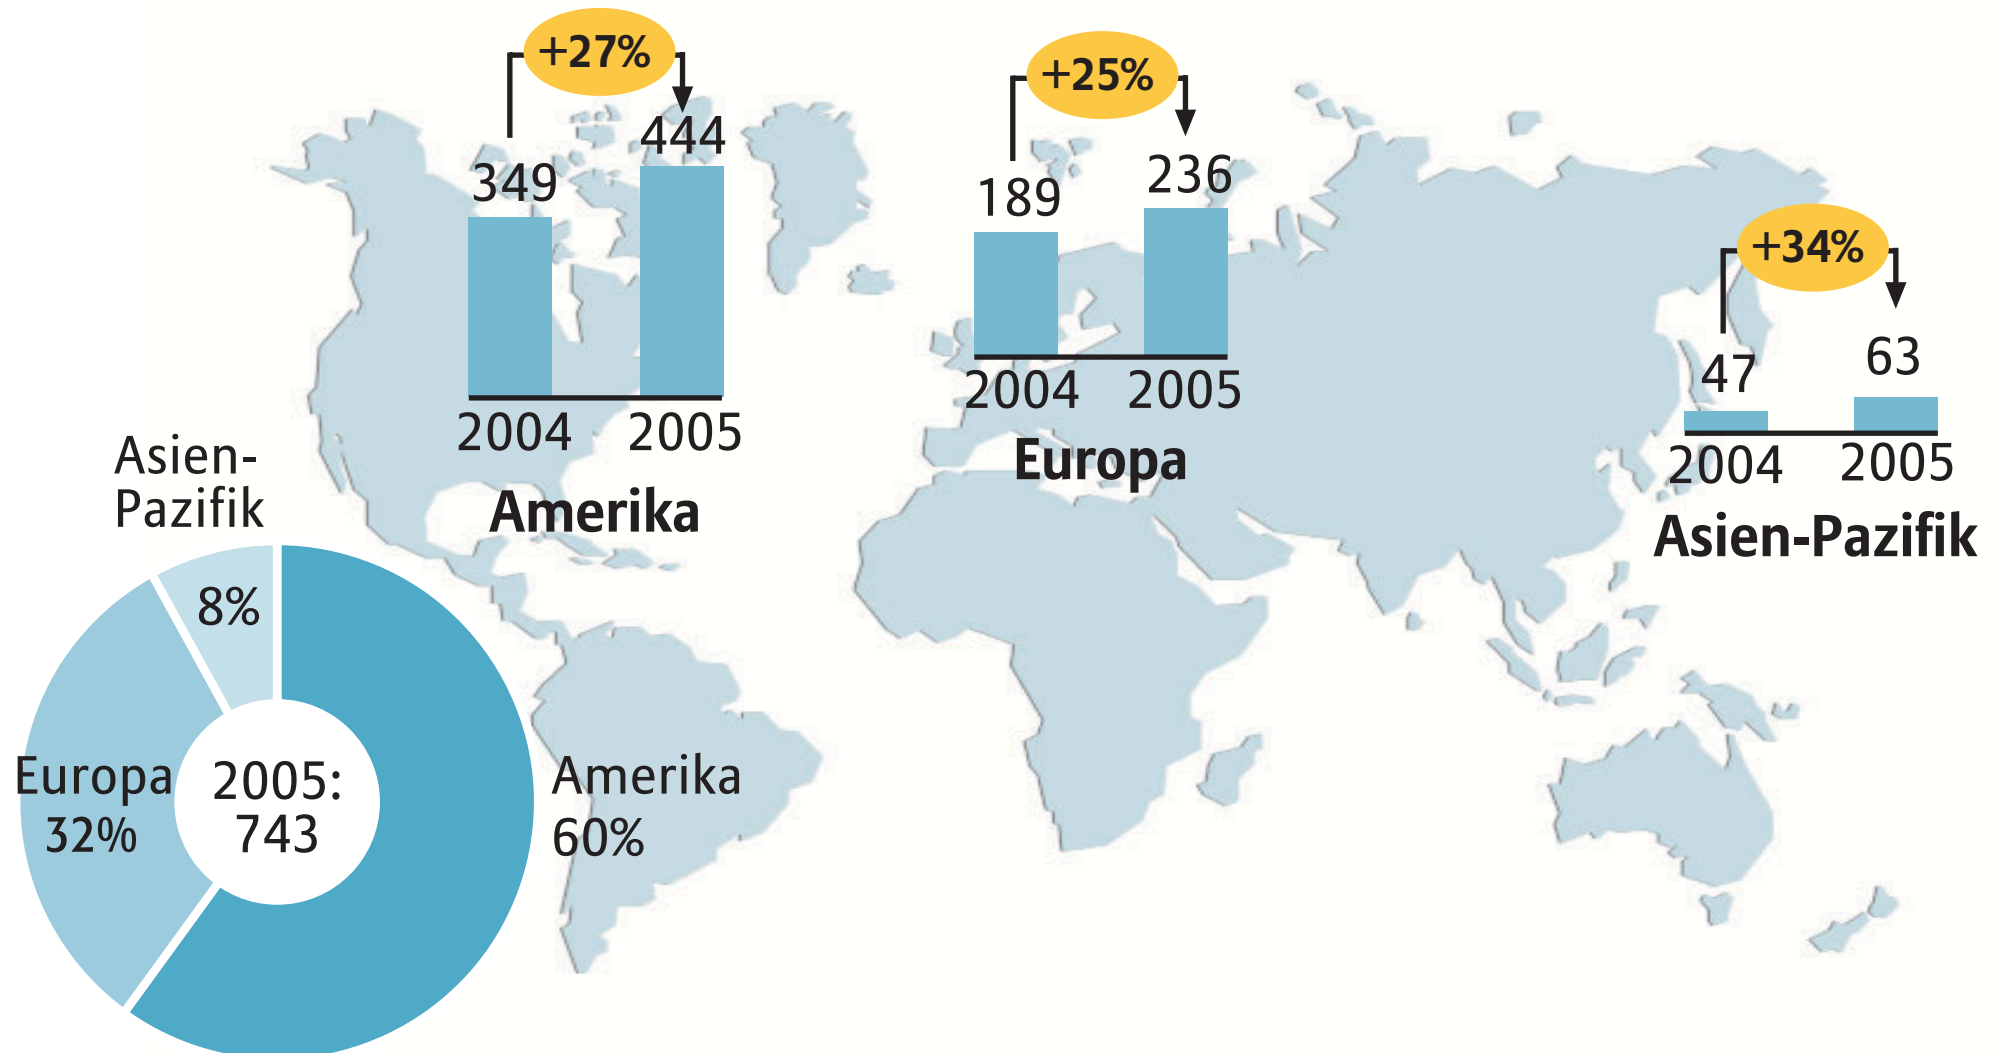 +27%
349
444
2004 2005
Amerika
+25%
189
236
2004 2005
Europa
+34%
47
63
2004 2005
Asien-Pazifik
Asien-
Pazifik
8%
Europa
32%
2005:
743
Amerika
60%